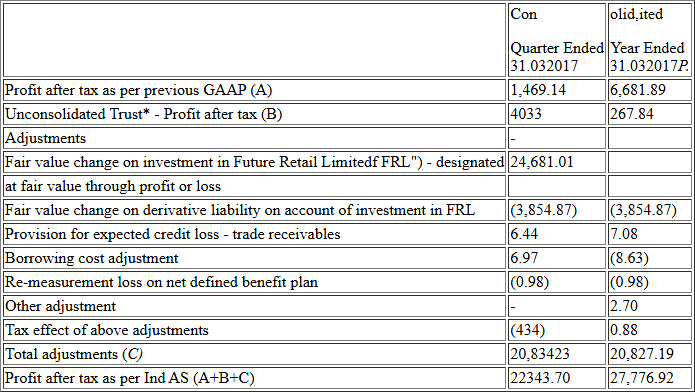 Con olid,ited
Quarter Ended Year Ended
31.032017 31.032017P.
Profit after tax as per previous GAAP (A) 1,469.14 6,681.89
Unconsolidated Trust* - Profit after tax (B) 4033 267.84
Adjustments -
Fair value change on investment in Future Retail Limitedf FRL") - designated 24,681.01
at fair value through profit or loss
Fair value change on derivative liability on account of investment in FRL (3,854.87) (3,854.87)
Provision for expected credit loss - trade receivables 6.44 7.08
Borrowing cost adjustment 6.97 (8.63)
Re-measurement loss on net defined benefit plan (0.98) (0.98)
Other adjustment - 2.70
Tax effect of above adjustments (434) 0.88
Total adjustments (C) 20,83423 20,827.19
Profit after tax as per Ind AS (A+B+C) 22343.70 27,776.92